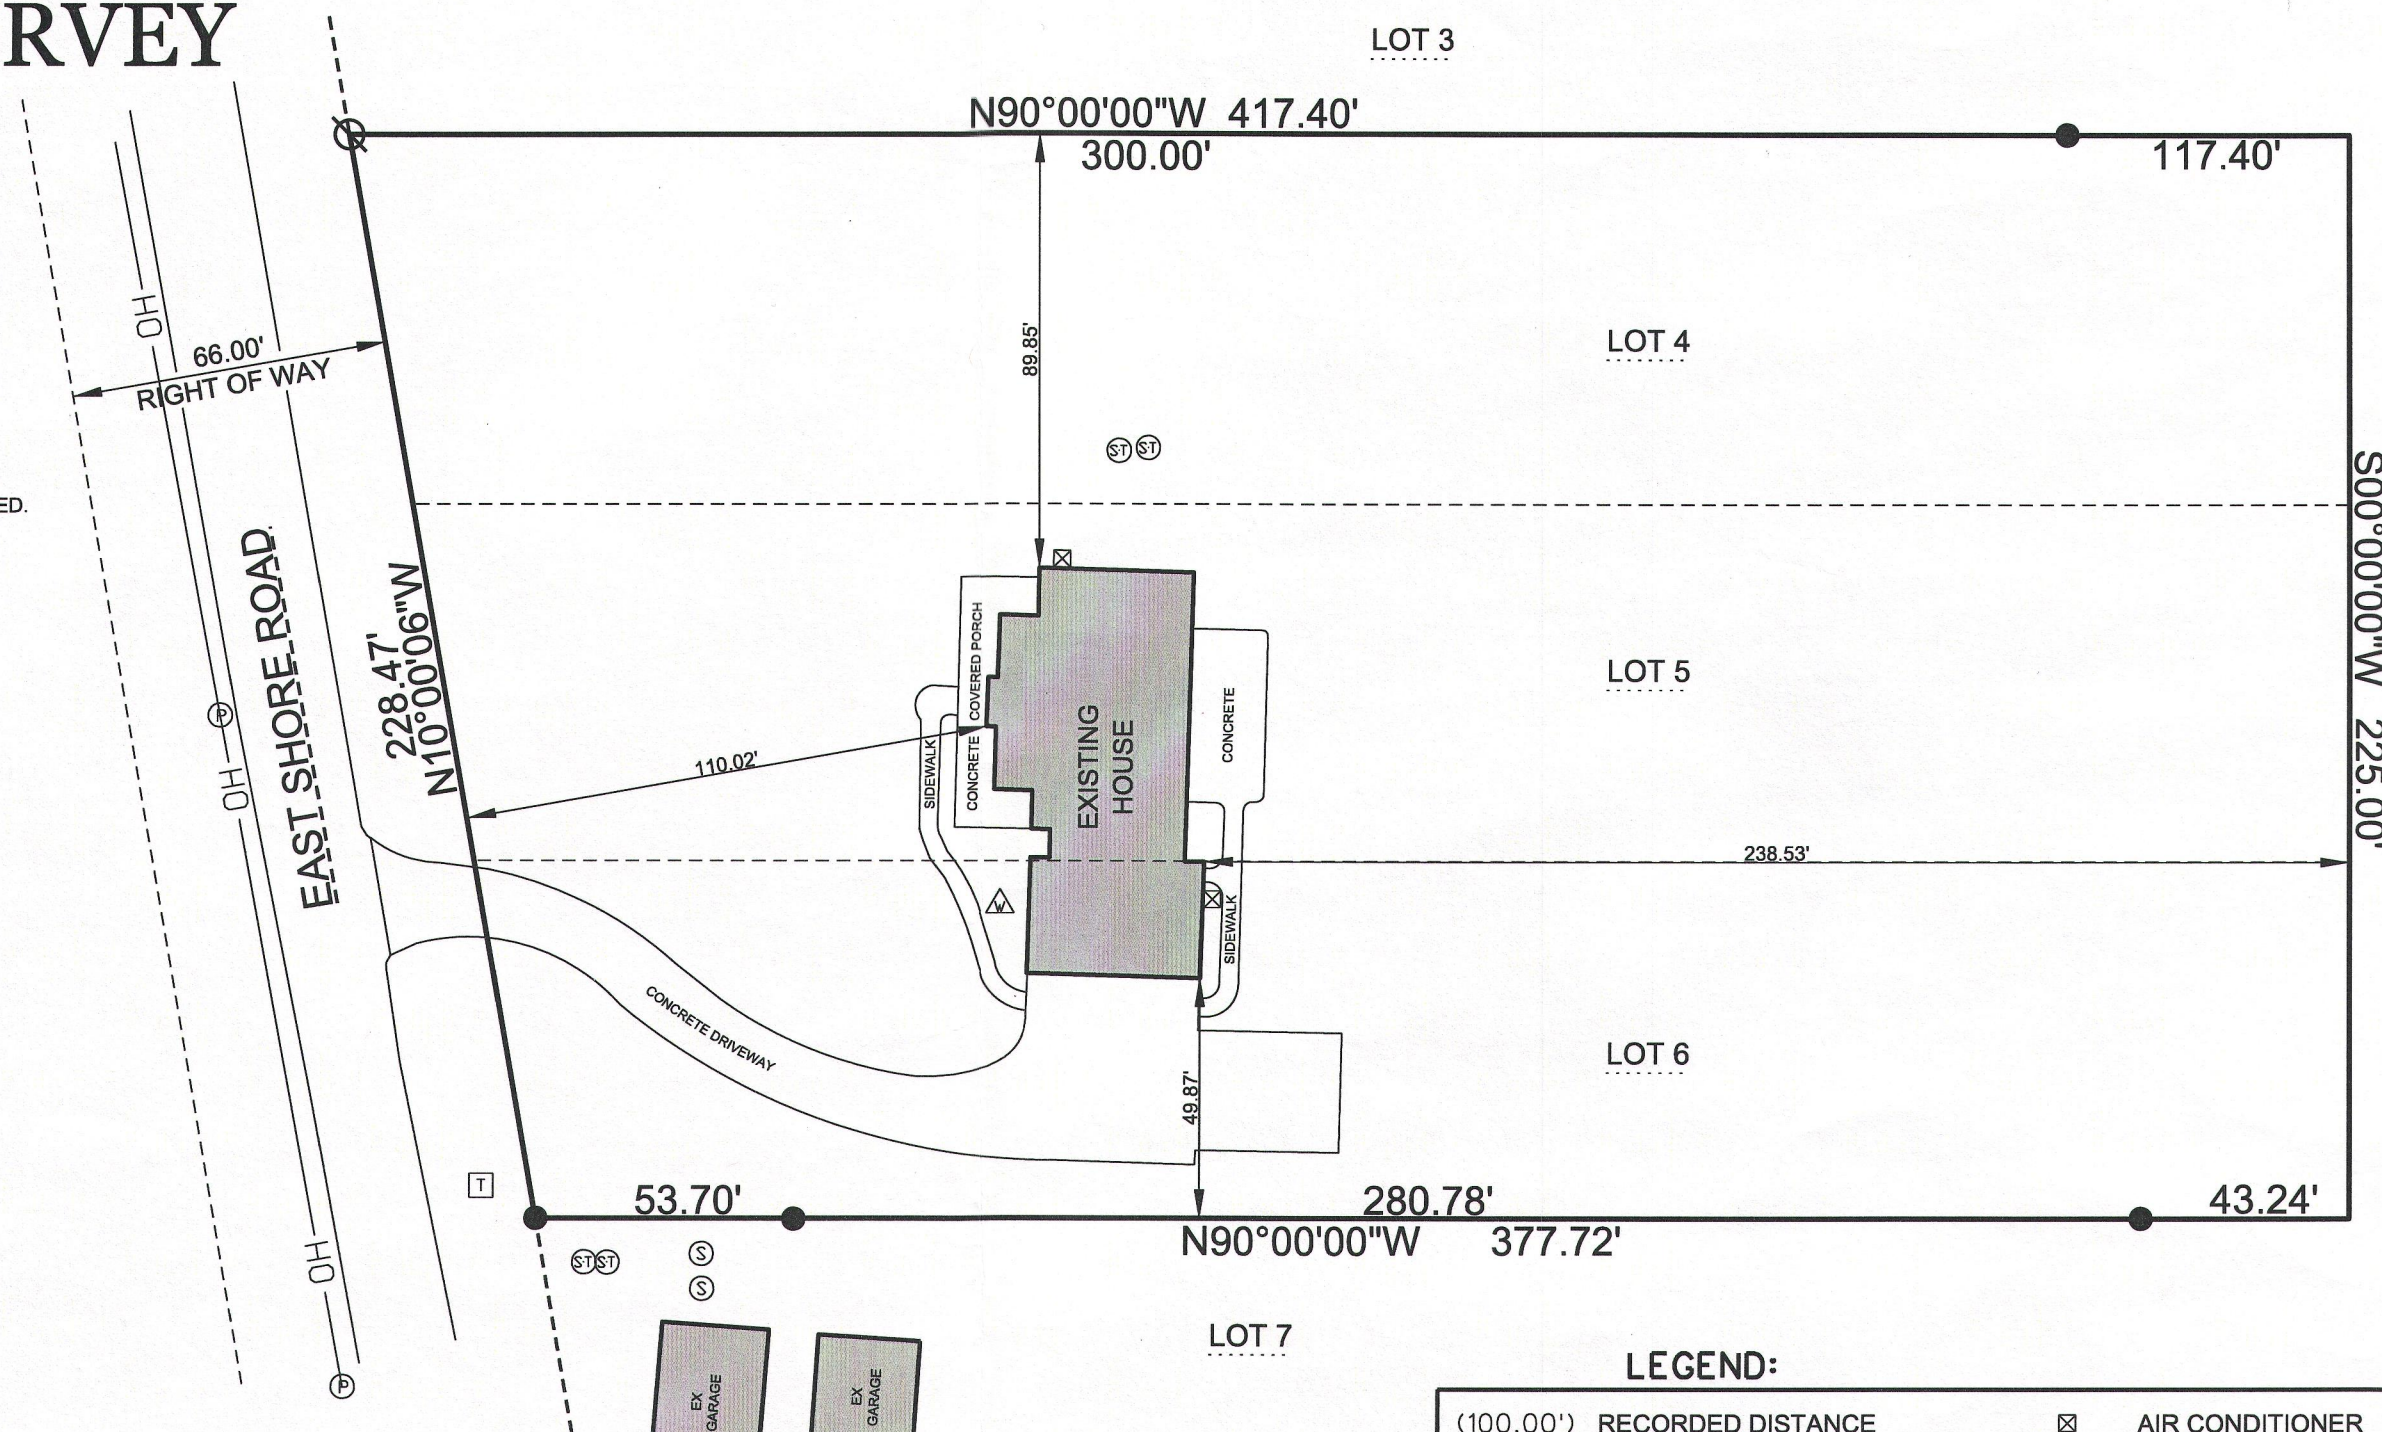 RVEY
LOT 3
N90°00'00"W 417.40'
300.00'
117.40'
OH
66.00'
RIGHT OF WAY
89.85'
LOT 4
ST ST
ED.
S00°00'00"W 225.00'
EAST SHORE ROAD
228.47'
N10°00'06"W
P
OH
110.02'
SIDEWALK
CONCRETE COVERED PORCH
EXISTING
HOUSE
CONCRETE
LOT 5
238.53'
W
SIDEWALK
CONCRETE DRIVEWAY
LOT 6
49.87'
T
53.70'
280.78'
43.24'
N90°00'00"W 377.72'
OH
ST ST
S
S
P
LOT 7
EX
GARAGE
EX
GARAGE
LEGEND:
(100.00') RECORDED DISTANCE
AIR CONDITIONER